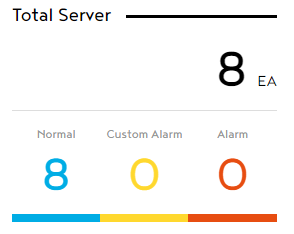 Total Server
8 EA
Normal Custom Alarm Alarm
8 0 0